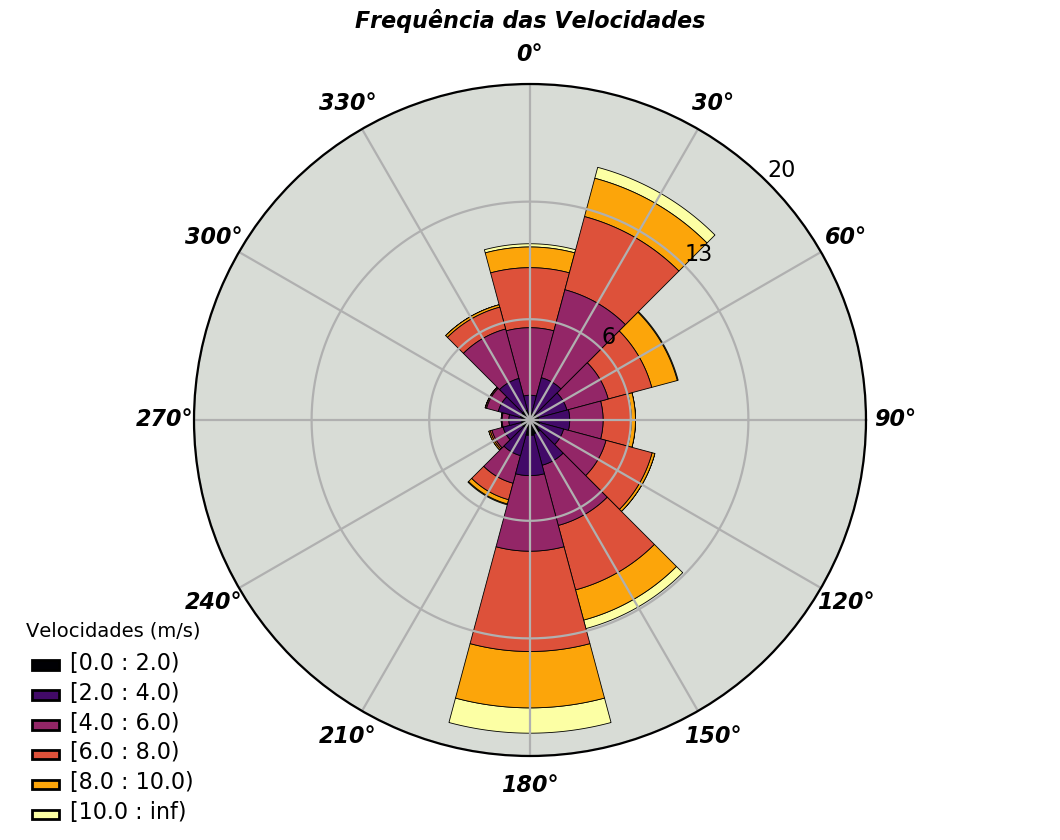 Frequência das Velocidades
0°
330°
30°
20
300°
60°
13
6
270°
90°
240°
120°
210°
150°
180°
Velocidades (m/s)
[0.0 : 2.0)
[2.0 : 4.0)
[4.0 : 6.0)
[6.0 : 8.0)
[8.0 : 10.0)
[10.0 : inf)